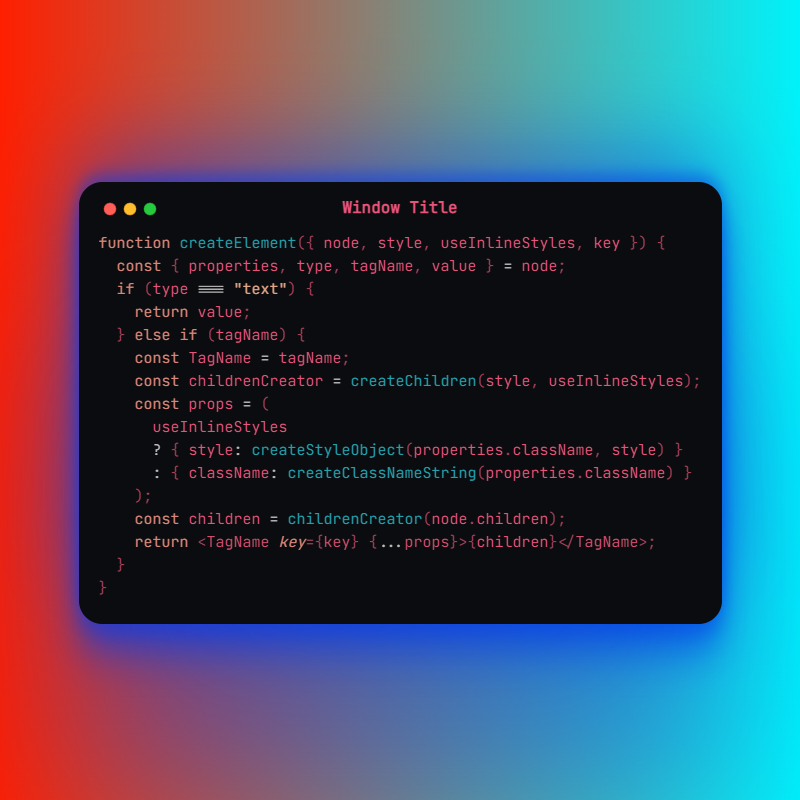 Window Title
function createElement({ node, style, useInlineStyles, key }) {
  const { properties, type, tagName, value } = node;
  if (type === "text") {
    return value;
  } else if (tagName) {
    const TagName = tagName;
    const childrenCreator = createChildren(style, useInlineStyles);
    const props = (
      useInlineStyles
      ? { style: createStyleObject(properties.className, style) }
      : { className: createClassNameString(properties.className) }
    );
    const children = childrenCreator(node.children);
    return <TagName key={key} {...props}>{children}</TagName>;
  }
}